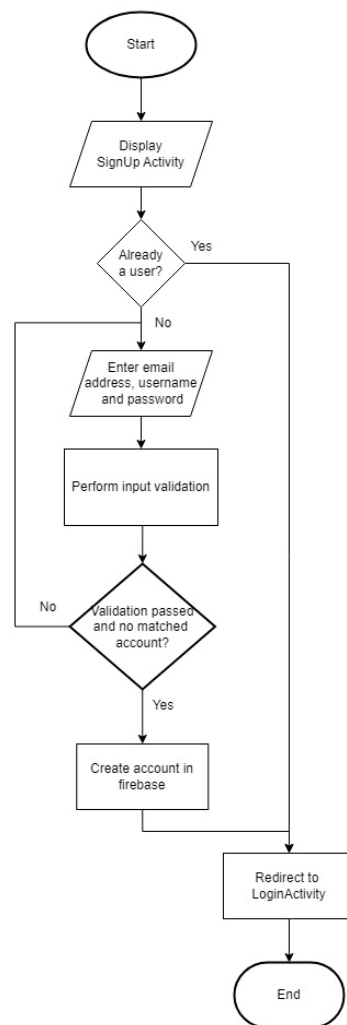 Start
Display
SignUp Activity
Already
a user?
Yes
No
Enter email
address, username
and password
Perform input validation
No
Validation passed
and no matched
account?
Yes
Create account in
firebase
Redirect to
LoginActivity
End